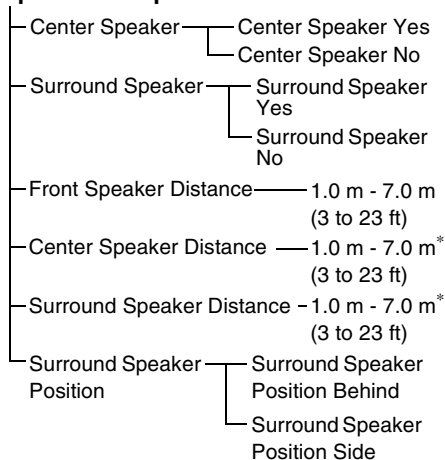 Center Speaker Center Speaker Yes
Center Speaker No
Surround Speaker Surround Speaker
Yes
Surround Speaker
No
Front Speaker Distance 1.0 m - 7.0 m
(3 to 23 ft)
Center Speaker Distance 1.0 m - 7.0 m*
(3 to 23 ft)
Surround Speaker Distance 1.0 m - 7.0 m*
(3 to 23 ft)
Surround Speaker Surround Speaker
Position Position Behind
Surround Speaker
Position Side